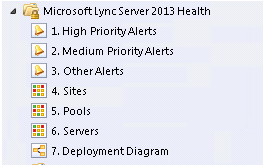 Microsoft Lync Server 2013 Health
1. High Priority Alerts
2. Medium Priority Alerts
3. Other Alerts
4. Sites
5. Pools
6. Servers
7. Deployment Diagram